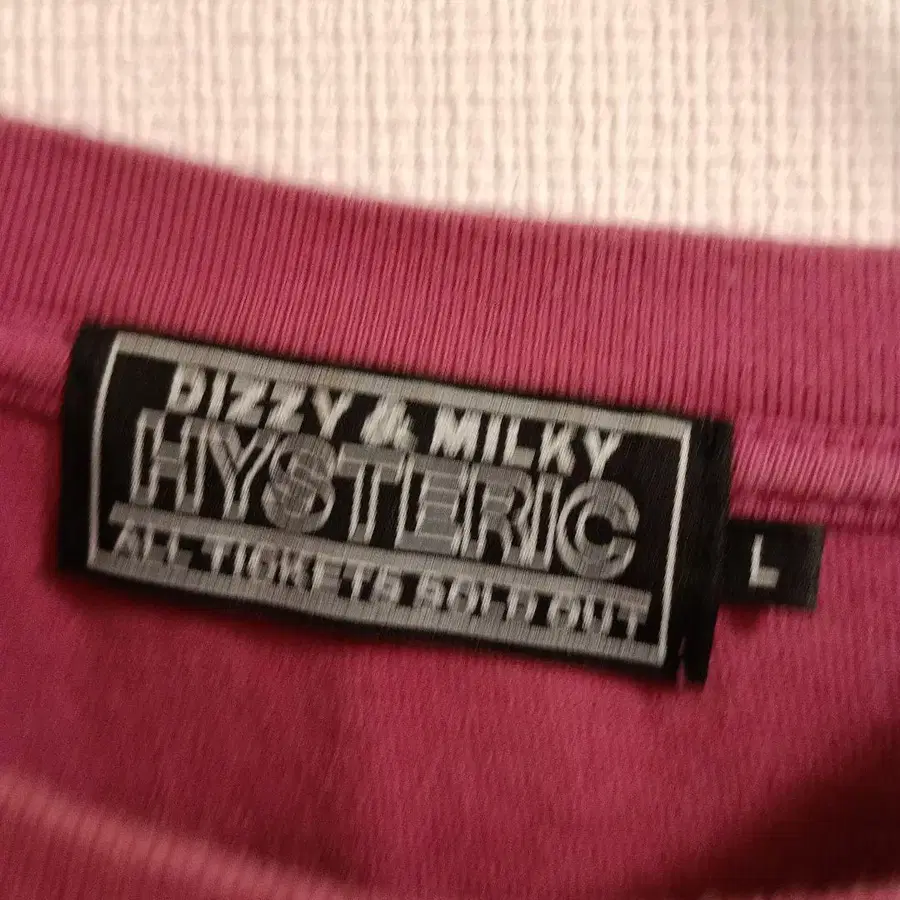 DIZZY & MILKY
HYSTERIC
ALL TICKETS SOLD OUT
L